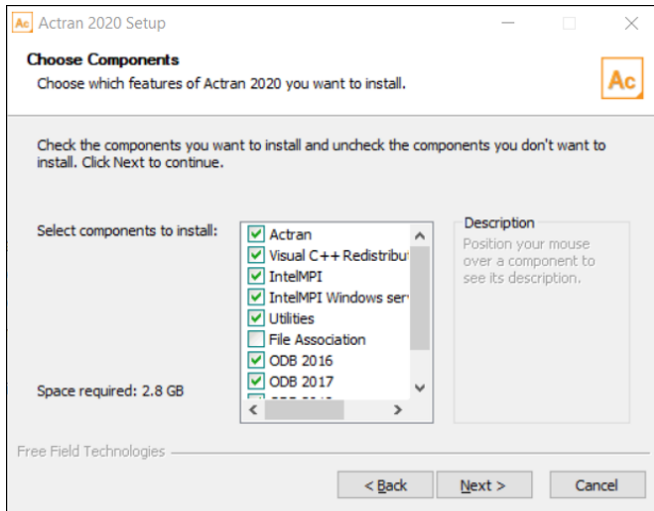 Ac Actran 2020 Setup
Choose Components
Choose which features of Actran 2020 you want to install.
Ac
Check the components you want to install and uncheck the components you don't want to
install. Click Next to continue.
Select components to install:
Actran
Visual C++ Redistribu
IntelMPI
IntelMPI Windows ser
Utilities
File Association
ODB 2016
ODB 2017
Description
Position your mouse
over a component to
see its description.
Space required: 2.8 GB
Free Field Technologies
< Back
Next >
Cancel